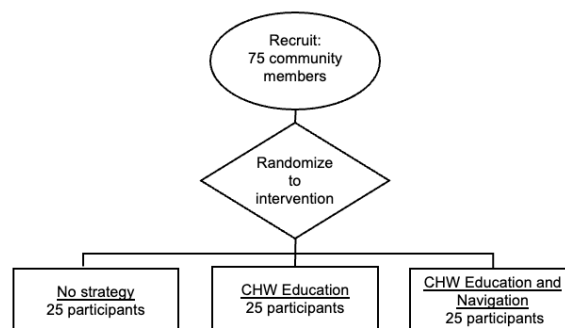 Recruit:
75 community
members
Randomize
to
intervention
No strategy
25 participants
CHW Education
25 participants
CHW Education and
Navigation
25 participants